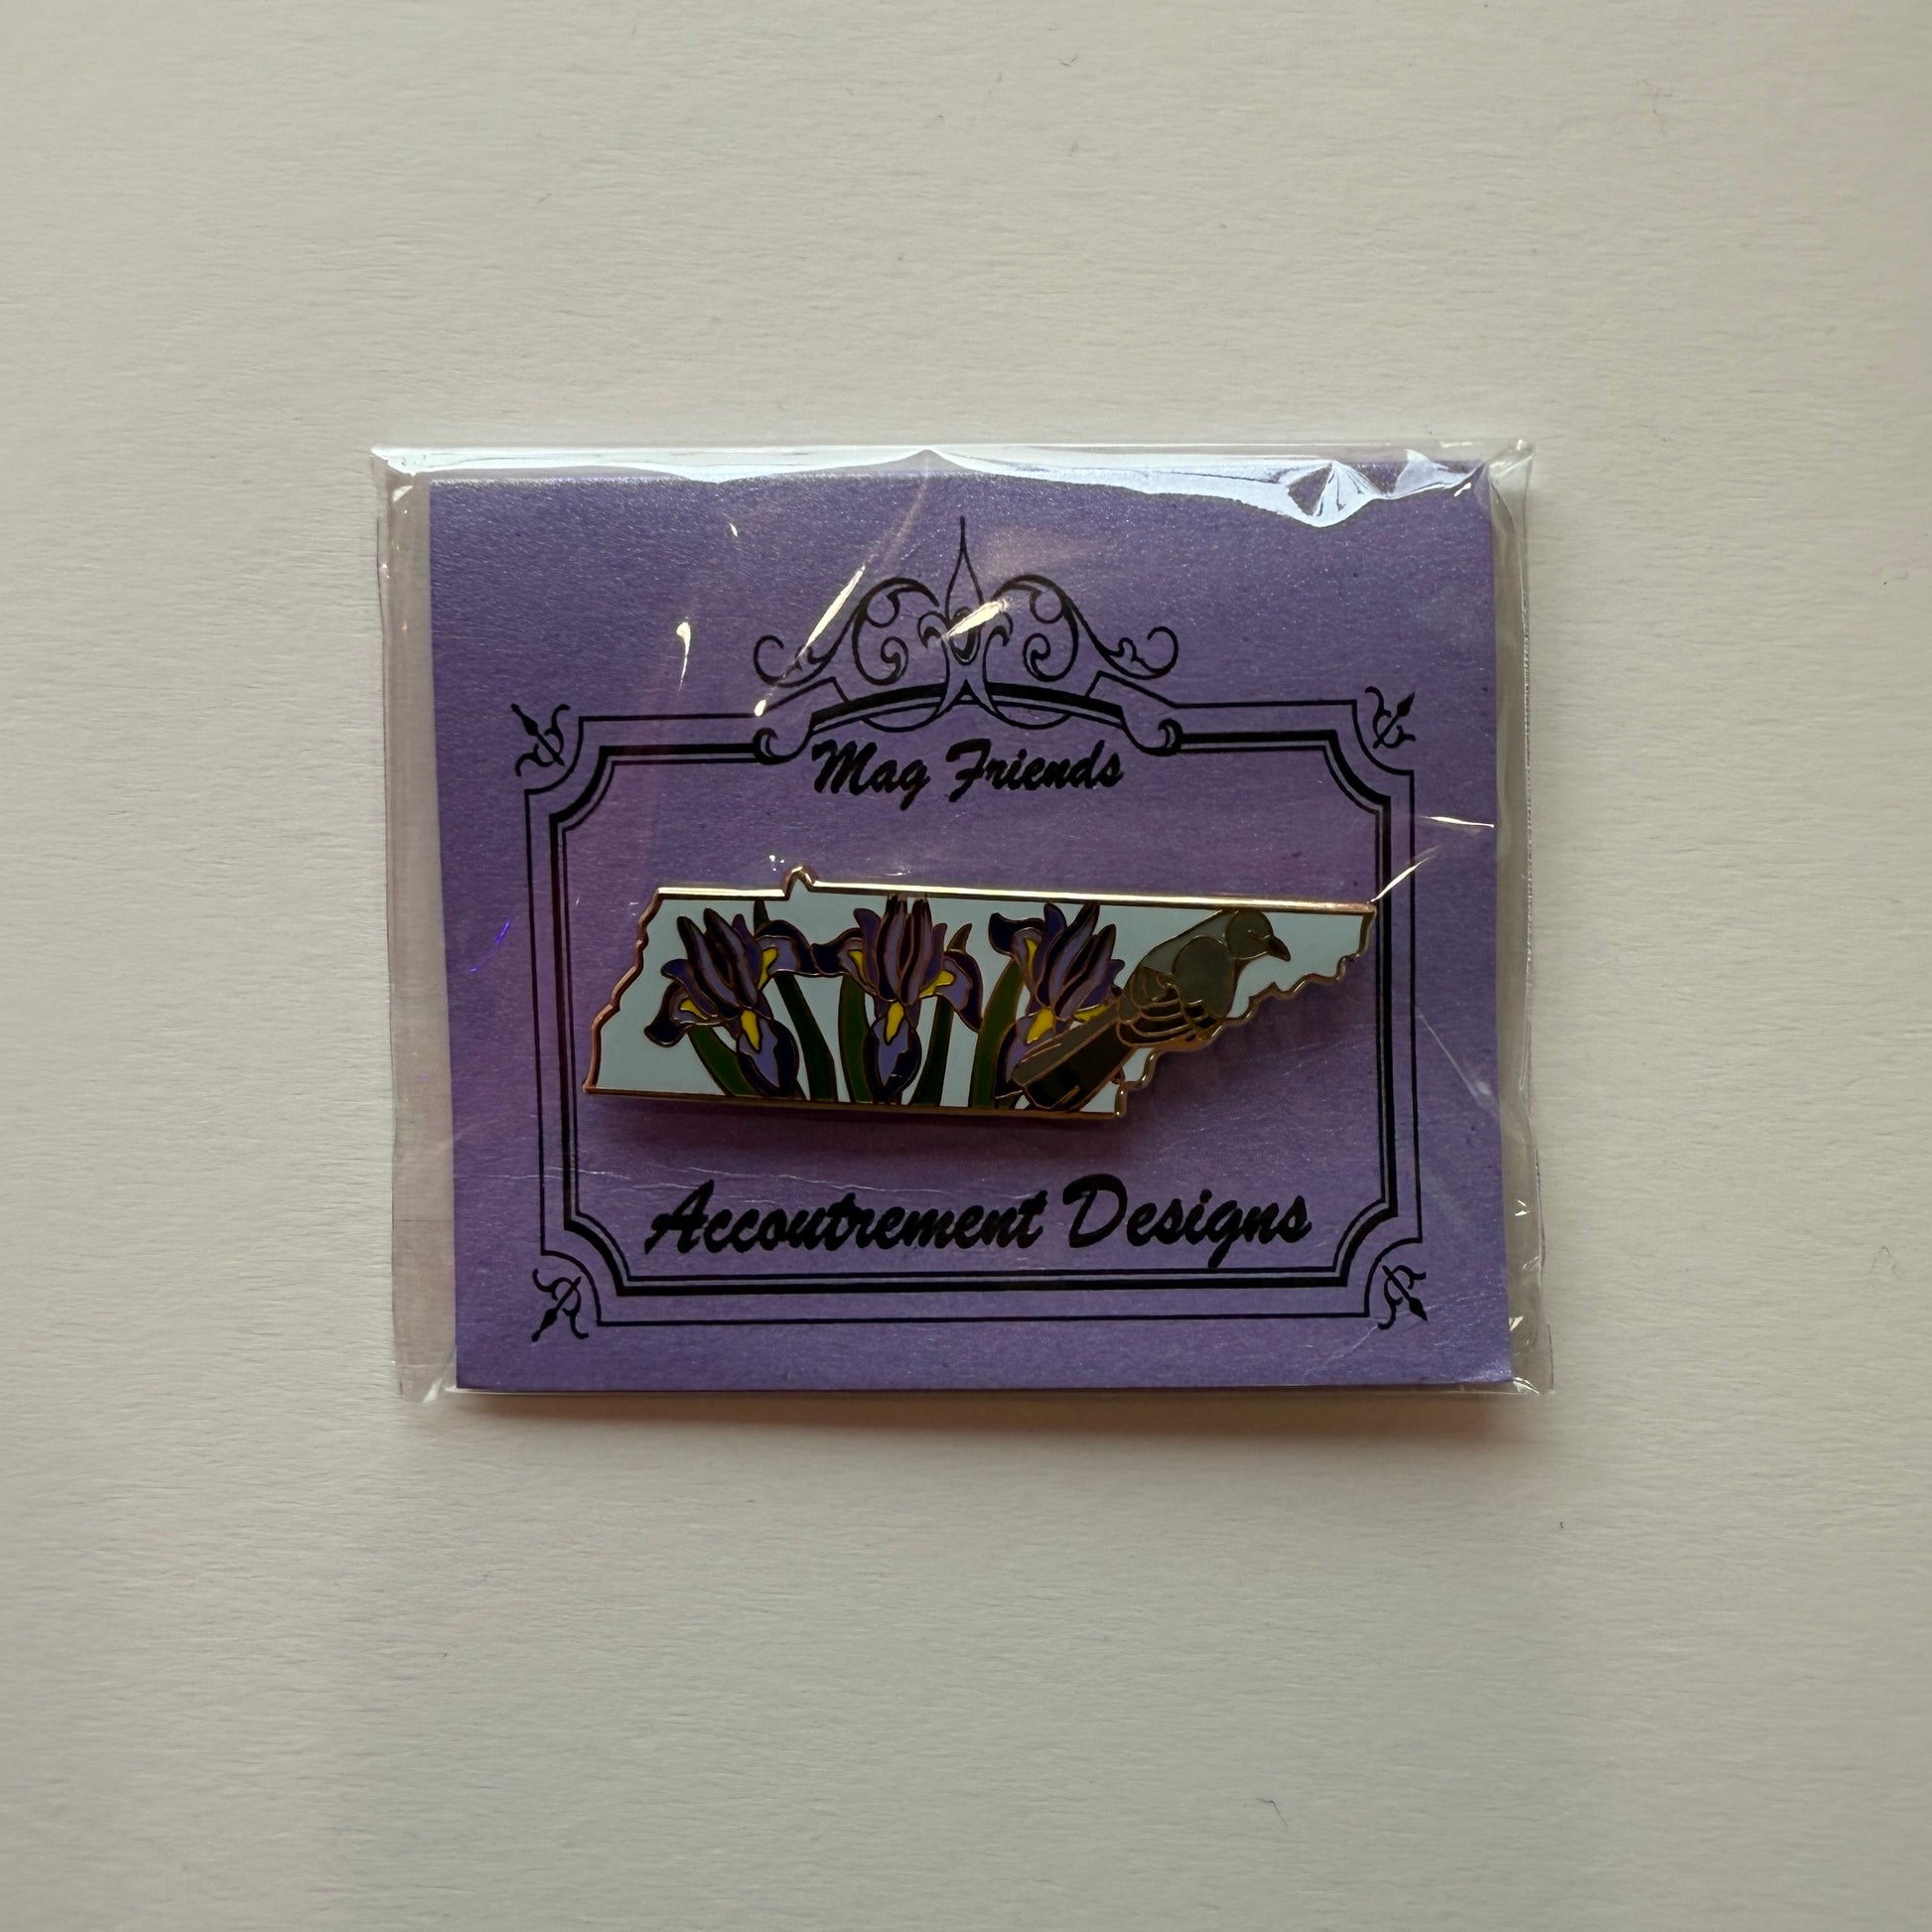 Mag Friends
Accoutrement Designs